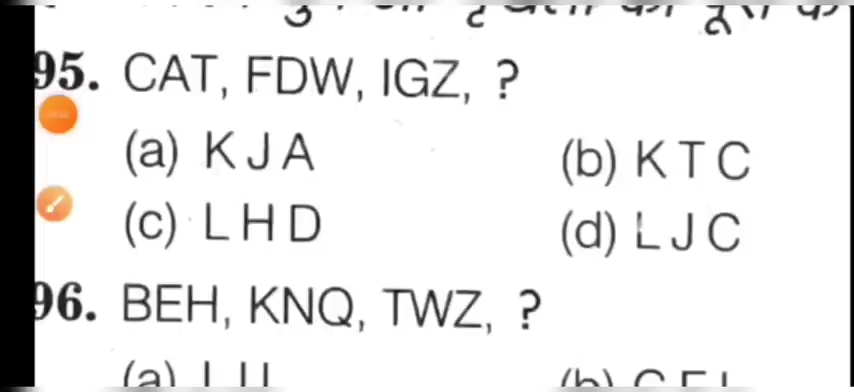 95. CAT, FDW, IGZ, ?
(a) K J A (b) K T C
(c) L H D (d) L J C
96. BEH, KNQ, TWZ, ?